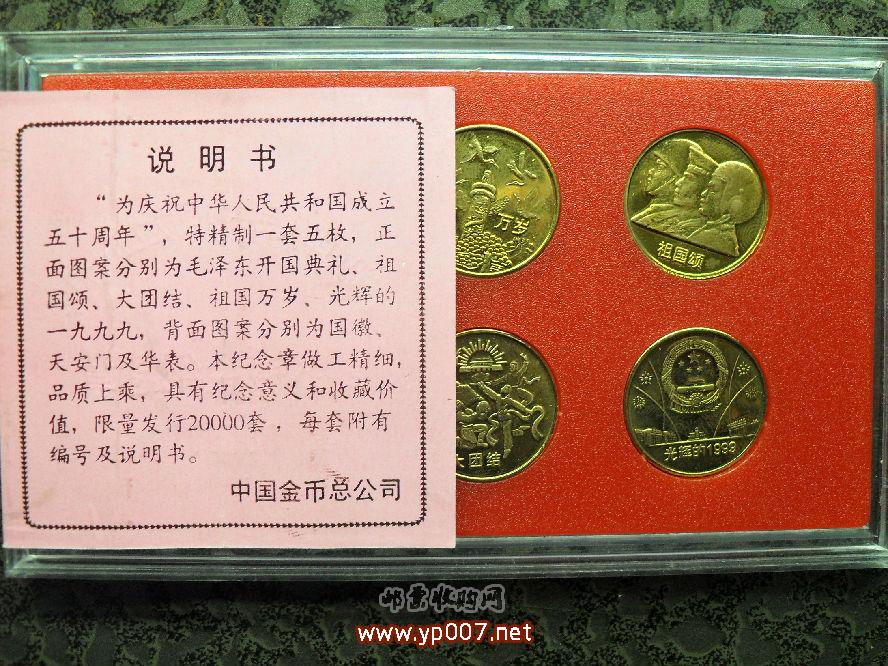 说明书
“为庆祝中华人民共和国成立
五十周年”，特精制一套五枚，正
面图案分别为毛泽东开国典礼、祖
国颂、大团结、祖国万岁、光辉的
一九九九，背面图案分别为国徽、
天安门及华表。本纪念章做工精细，
品质上乘，具有纪念意义和收藏价
值，限量发行20000套，每套附有
编号及说明书。
中国金币总公司
万岁
祖国颂
大团结
光辉的1999
邮票收购网
www.yp007.net